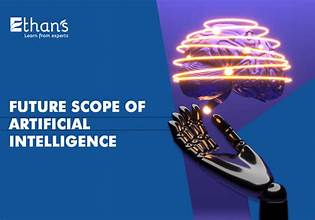 Ethan's
Learn from experts
FUTURE SCOPE OF
ARTIFICIAL
INTELLIGENCE